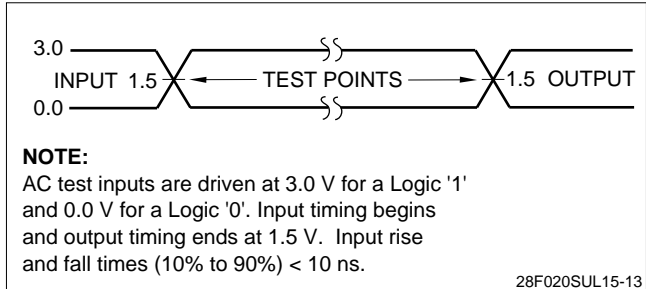 3.0
INPUT 1.5 TEST POINTS 1.5 OUTPUT
0.0
NOTE:
AC test inputs are driven at 3.0 V for a Logic '1'
and 0.0 V for a Logic '0'. Input timing begins
and output timing ends at 1.5 V. Input rise
and fall times (10% to 90%) < 10 ns.
28F020SUL15-13